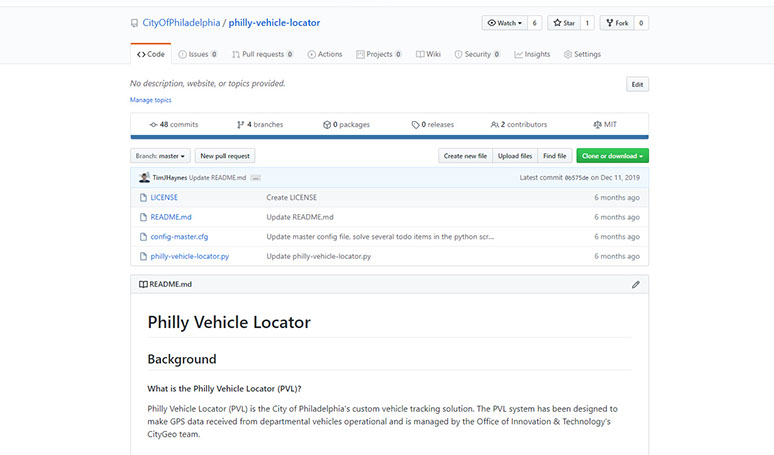 CityOfPhiladelphia / philly-vehicle-locator
Watch 6 Star 1 Fork 0
Code Issues 0 Pull requests 0 Actions Projects 0 Wiki Security 0 Insights Settings
No description, website, or topics provided. Edit
Manage topics
48 commits 4 branches 0 packages 0 releases 2 contributors MIT
Branch: master New pull request Create new file Upload files Find file Clone or download
TimJHaynes Update README.md ... Latest commit 06575de on Dec 11, 2019
LICENSE Create LICENSE 6 months ago
README.md Update README.md 6 months ago
config-master.cfg Update master config file, solve several todo items in the python scr... 6 months ago
philly-vehicle-locator.py Update philly-vehicle-locator.py 6 months ago
README.md
Philly Vehicle Locator
Background
What is the Philly Vehicle Locator (PVL)?
Philly Vehicle Locator (PVL) is the City of Philadelphia's custom vehicle tracking solution. The PVL system has been designed to
make GPS data received from departmental vehicles operational and is managed by the Office of Innovation & Technology's
CityGeo team.